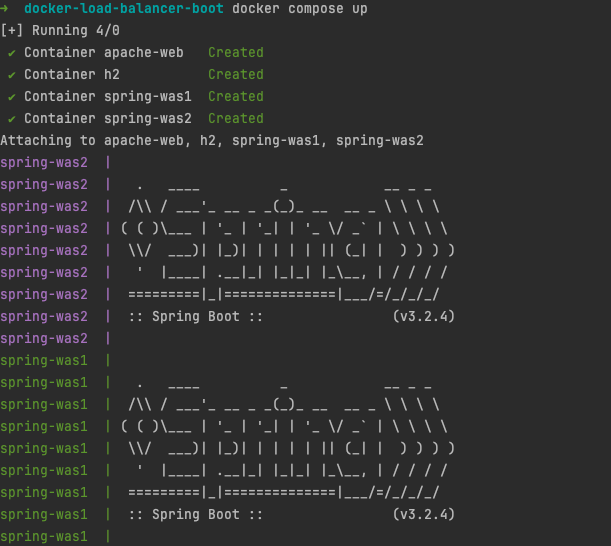 ➜  docker-load-balancer-boot docker compose up
[+] Running 4/0
 ✔ Container apache-web   Created
 ✔ Container h2           Created
 ✔ Container spring-was1  Created
 ✔ Container spring-was2  Created
Attaching to apache-web, h2, spring-was1, spring-was2
spring-was2  |
spring-was2  |   .   ____          _            __ _ _
spring-was2  |  /\\ / ___'_ __ _ _(_)_ __  __ _ \ \ \ \
spring-was2  | ( ( )\___ | '_ | '_| | '_ \/ _` | \ \ \ \
spring-was2  |  \\/  ___)| |_)| | | | | || (_| |  ) ) ) )
spring-was2  |   '  |____| .__|_| |_|_| |_\__, | / / / /
spring-was2  |  =========|_|==============|___/=/_/_/_/
spring-was2  |  :: Spring Boot ::                (v3.2.4)
spring-was2  |
spring-was1  |
spring-was1  |   .   ____          _            __ _ _
spring-was1  |  /\\ / ___'_ __ _ _(_)_ __  __ _ \ \ \ \
spring-was1  | ( ( )\___ | '_ | '_| | '_ \/ _` | \ \ \ \
spring-was1  |  \\/  ___)| |_)| | | | | || (_| |  ) ) ) )
spring-was1  |   '  |____| .__|_| |_|_| |_\__, | / / / /
spring-was1  |  =========|_|==============|___/=/_/_/_/
spring-was1  |  :: Spring Boot ::                (v3.2.4)
spring-was1  |